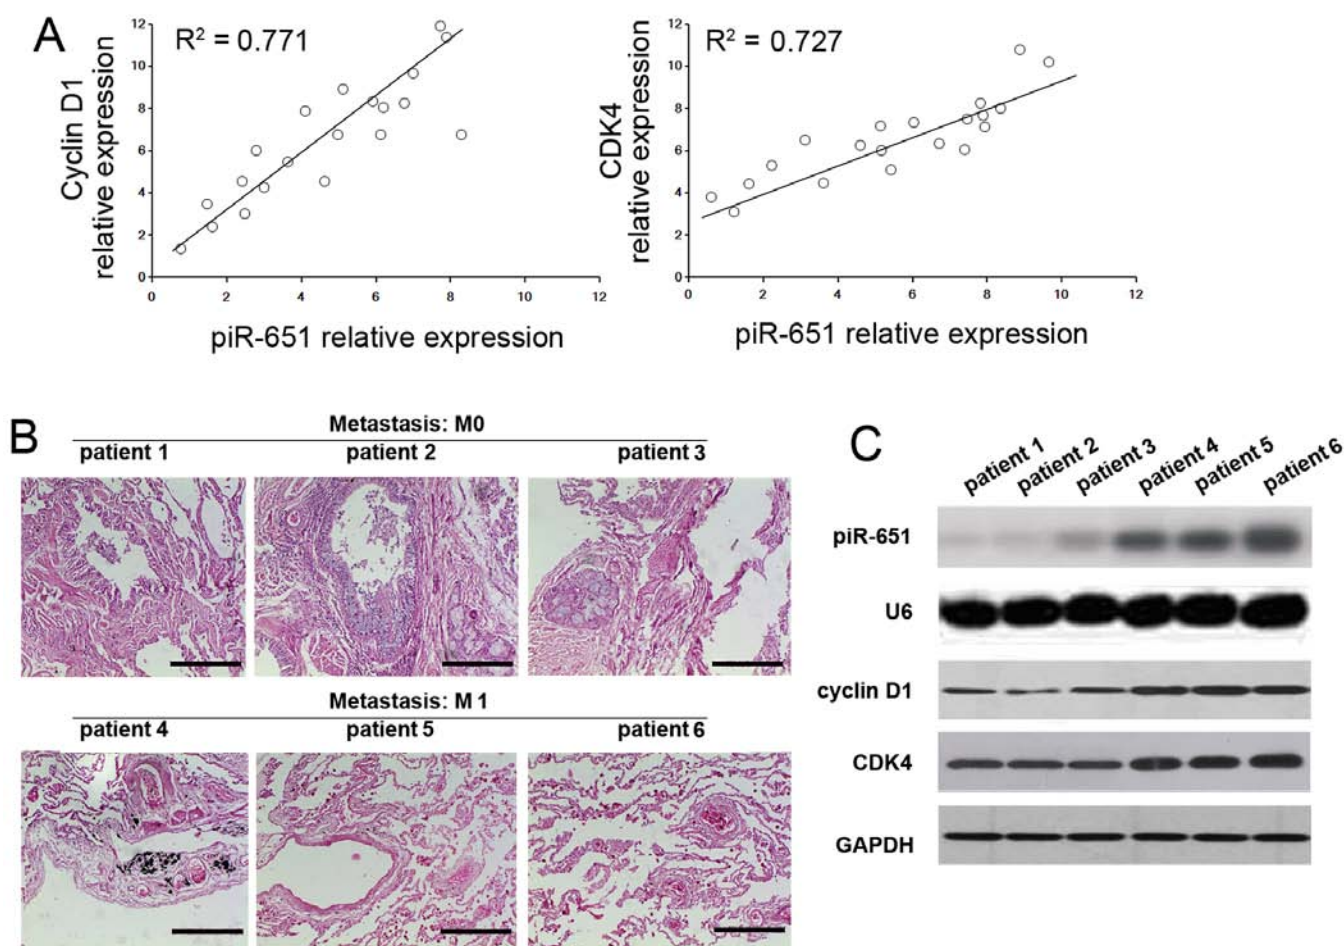 A
R² = 0.771
Cyclin D1
relative expression
12
10
8
6
4
2
0
0 2 4 6 8 10 12
piR-651 relative expression
R² = 0.727
CDK4
relative expression
12
10
8
6
4
2
0
0 2 4 6 8 10 12
piR-651 relative expression
B
Metastasis: M0
patient 1 patient 2 patient 3
Metastasis: M 1
patient 4 patient 5 patient 6
C
patient 1 patient 2 patient 3 patient 4 patient 5 patient 6
piR-651
U6
cyclin D1
CDK4
GAPDH